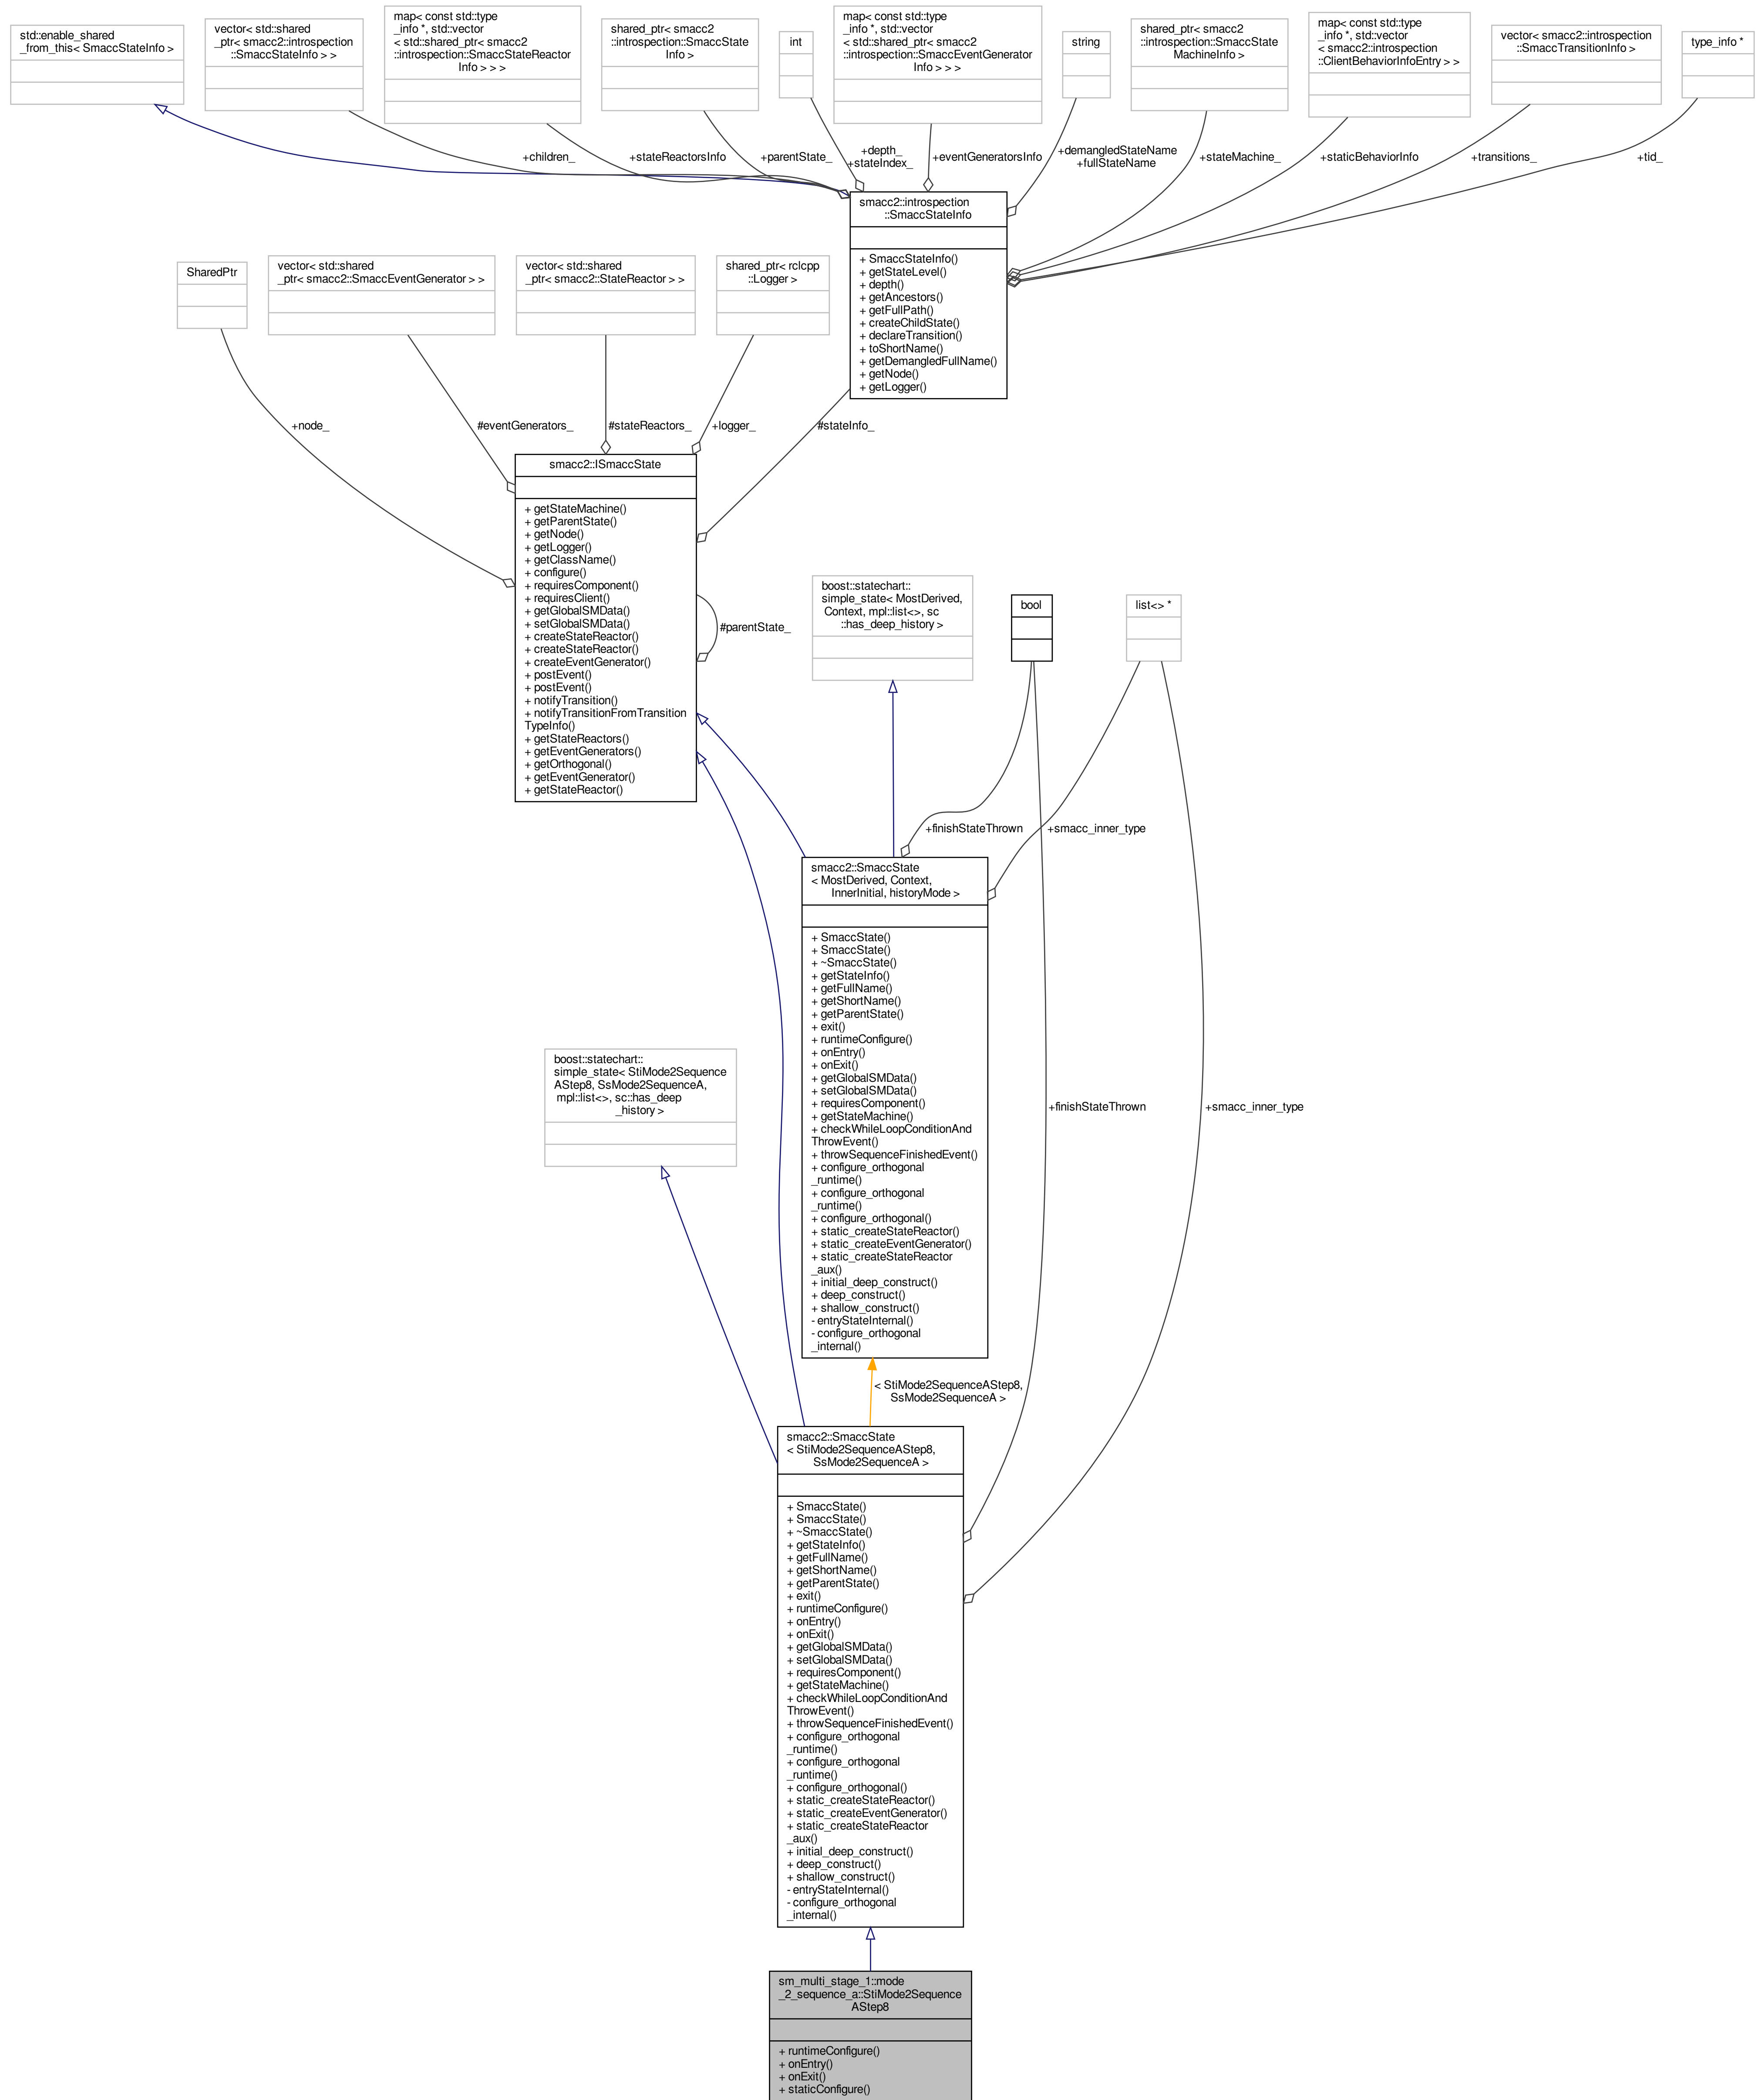 std::enable_shared
_from_this< SmaccStateInfo >
vector< std::shared
_ptr< smacc2::introspection
::SmaccStateInfo > >
map< const std::type
_info *, std::vector
< std::shared_ptr< smacc2
::introspection::SmaccStateReactor
Info > > >
shared_ptr< smacc2
::introspection::SmaccState
Info >
int
map< const std::type
_info *, std::vector
< std::shared_ptr< smacc2
::introspection::SmaccEventGenerator
Info > > >
string
shared_ptr< smacc2
::introspection::SmaccState
MachineInfo >
map< const std::type
_info *, std::vector
< smacc2::introspection
::ClientBehaviorInfoEntry > >
vector< smacc2::introspection
::SmaccTransitionInfo >
type_info *
+children_
+stateReactorsInfo
+parentState_
+depth_
+stateIndex_
+eventGeneratorsInfo
+demangledStateName
+fullStateName
+stateMachine_
+staticBehaviorInfo
+transitions_
+tid_
smacc2::introspection
::SmaccStateInfo
+ SmaccStateInfo()
+ getStateLevel()
+ depth()
+ getAncestors()
+ getFullPath()
+ createChildState()
+ declareTransition()
+ toShortName()
+ getDemangledFullName()
+ getNode()
+ getLogger()
SharedPtr
vector< std::shared
_ptr< smacc2::SmaccEventGenerator > >
vector< std::shared
_ptr< smacc2::StateReactor > >
shared_ptr< rclcpp
::Logger >
+node_
#eventGenerators_
#stateReactors_
+logger_
#stateInfo_
smacc2::ISmaccState
+ getStateMachine()
+ getParentState()
+ getNode()
+ getLogger()
+ getClassName()
+ configure()
+ requiresComponent()
+ requiresClient()
+ getGlobalSMData()
+ setGlobalSMData()
+ createStateReactor()
+ createStateReactor()
+ createEventGenerator()
+ postEvent()
+ postEvent()
+ notifyTransition()
+ notifyTransitionFromTransition
TypeInfo()
+ getStateReactors()
+ getEventGenerators()
+ getOrthogonal()
+ getEventGenerator()
+ getStateReactor()
#parentState_
boost::statechart::
simple_state< MostDerived,
Context, mpl::list<>, sc
::has_deep_history >
bool
list<> *
+finishStateThrown
+smacc_inner_type
smacc2::SmaccState
< MostDerived, Context,
InnerInitial, historyMode >
+ SmaccState()
+ SmaccState()
+ ~SmaccState()
+ getStateInfo()
+ getFullName()
+ getShortName()
+ getParentState()
+ exit()
+ runtimeConfigure()
+ onEntry()
+ onExit()
+ getGlobalSMData()
+ setGlobalSMData()
+ requiresComponent()
+ getStateMachine()
+ checkWhileLoopConditionAnd
ThrowEvent()
+ throwSequenceFinishedEvent()
+ configure_orthogonal
_runtime()
+ configure_orthogonal
_runtime()
+ configure_orthogonal()
+ static_createStateReactor()
+ static_createEventGenerator()
+ static_createStateReactor
_aux()
+ initial_deep_construct()
+ deep_construct()
+ shallow_construct()
- entryStateInternal()
- configure_orthogonal
_internal()
boost::statechart::
simple_state< StiMode2Sequence
AStep8, SsMode2SequenceA,
mpl::list<>, sc::has_deep
_history >
+finishStateThrown
+smacc_inner_type
< StiMode2SequenceAStep8,
SsMode2SequenceA >
smacc2::SmaccState
< StiMode2SequenceAStep8,
SsMode2SequenceA >
+ SmaccState()
+ SmaccState()
+ ~SmaccState()
+ getStateInfo()
+ getFullName()
+ getShortName()
+ getParentState()
+ exit()
+ runtimeConfigure()
+ onEntry()
+ onExit()
+ getGlobalSMData()
+ setGlobalSMData()
+ requiresComponent()
+ getStateMachine()
+ checkWhileLoopConditionAnd
ThrowEvent()
+ throwSequenceFinishedEvent()
+ configure_orthogonal
_runtime()
+ configure_orthogonal
_runtime()
+ configure_orthogonal()
+ static_createStateReactor()
+ static_createEventGenerator()
+ static_createStateReactor
_aux()
+ initial_deep_construct()
+ deep_construct()
+ shallow_construct()
- entryStateInternal()
- configure_orthogonal
_internal()
sm_multi_stage_1::mode
_2_sequence_a::StiMode2Sequence
AStep8
+ runtimeConfigure()
+ onEntry()
+ onExit()
+ staticConfigure()